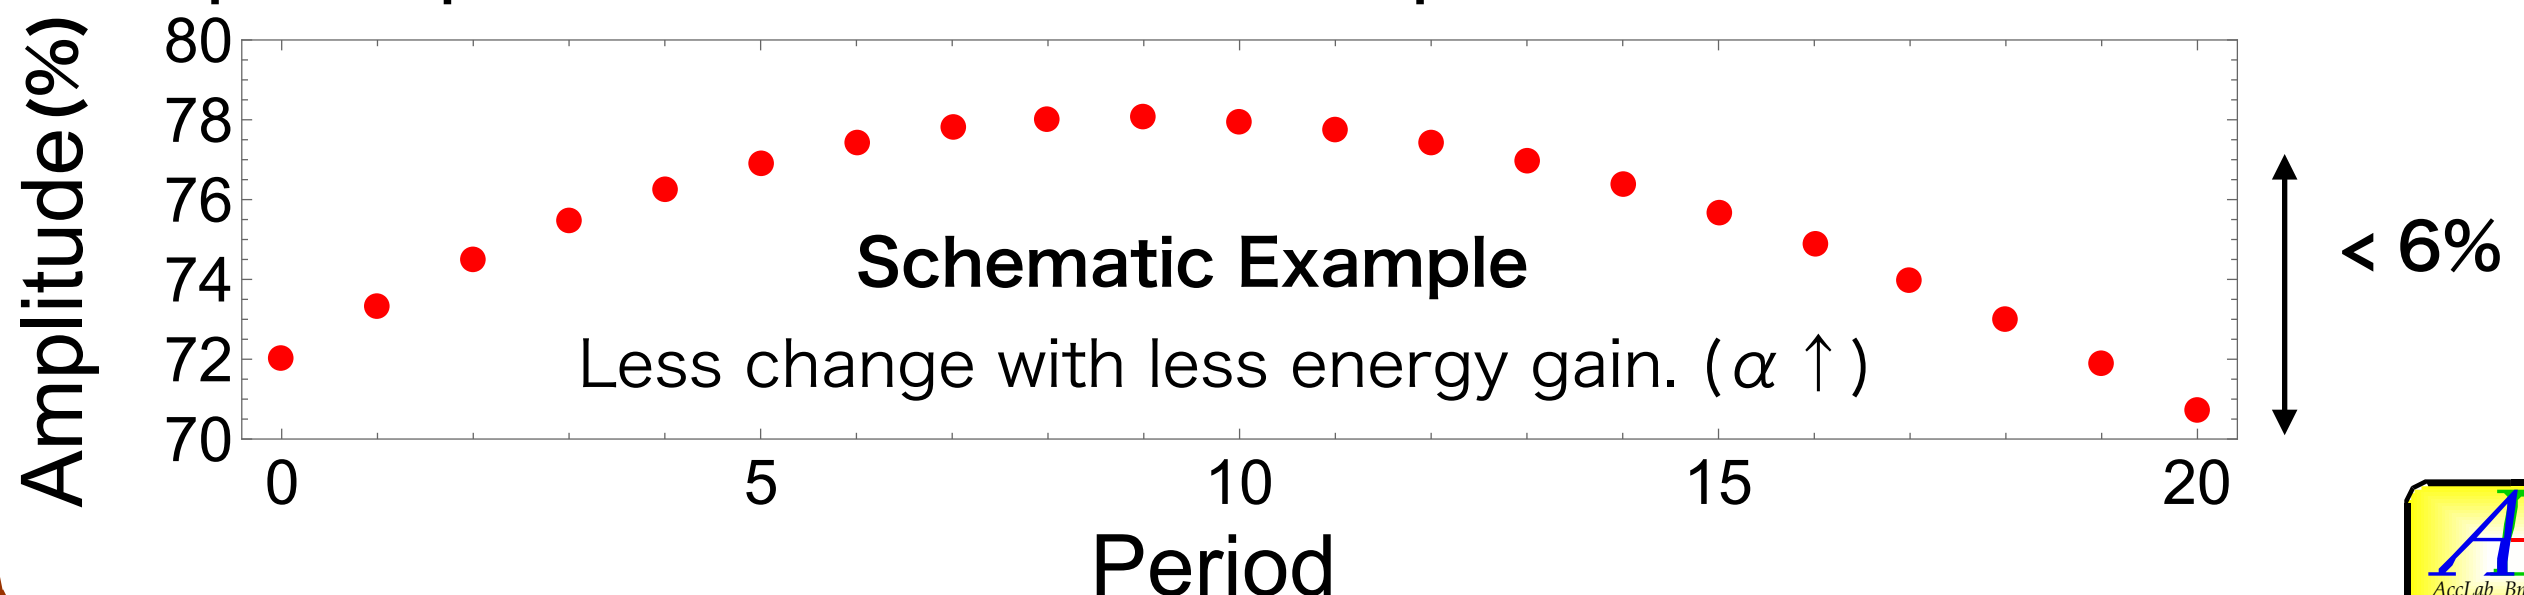 Amplitude (%)
80
78
76
74
72
70
Schematic Example
Less change with less energy gain. (α ↑)
< 6%
0 5 10 15 20
Period
AccLab